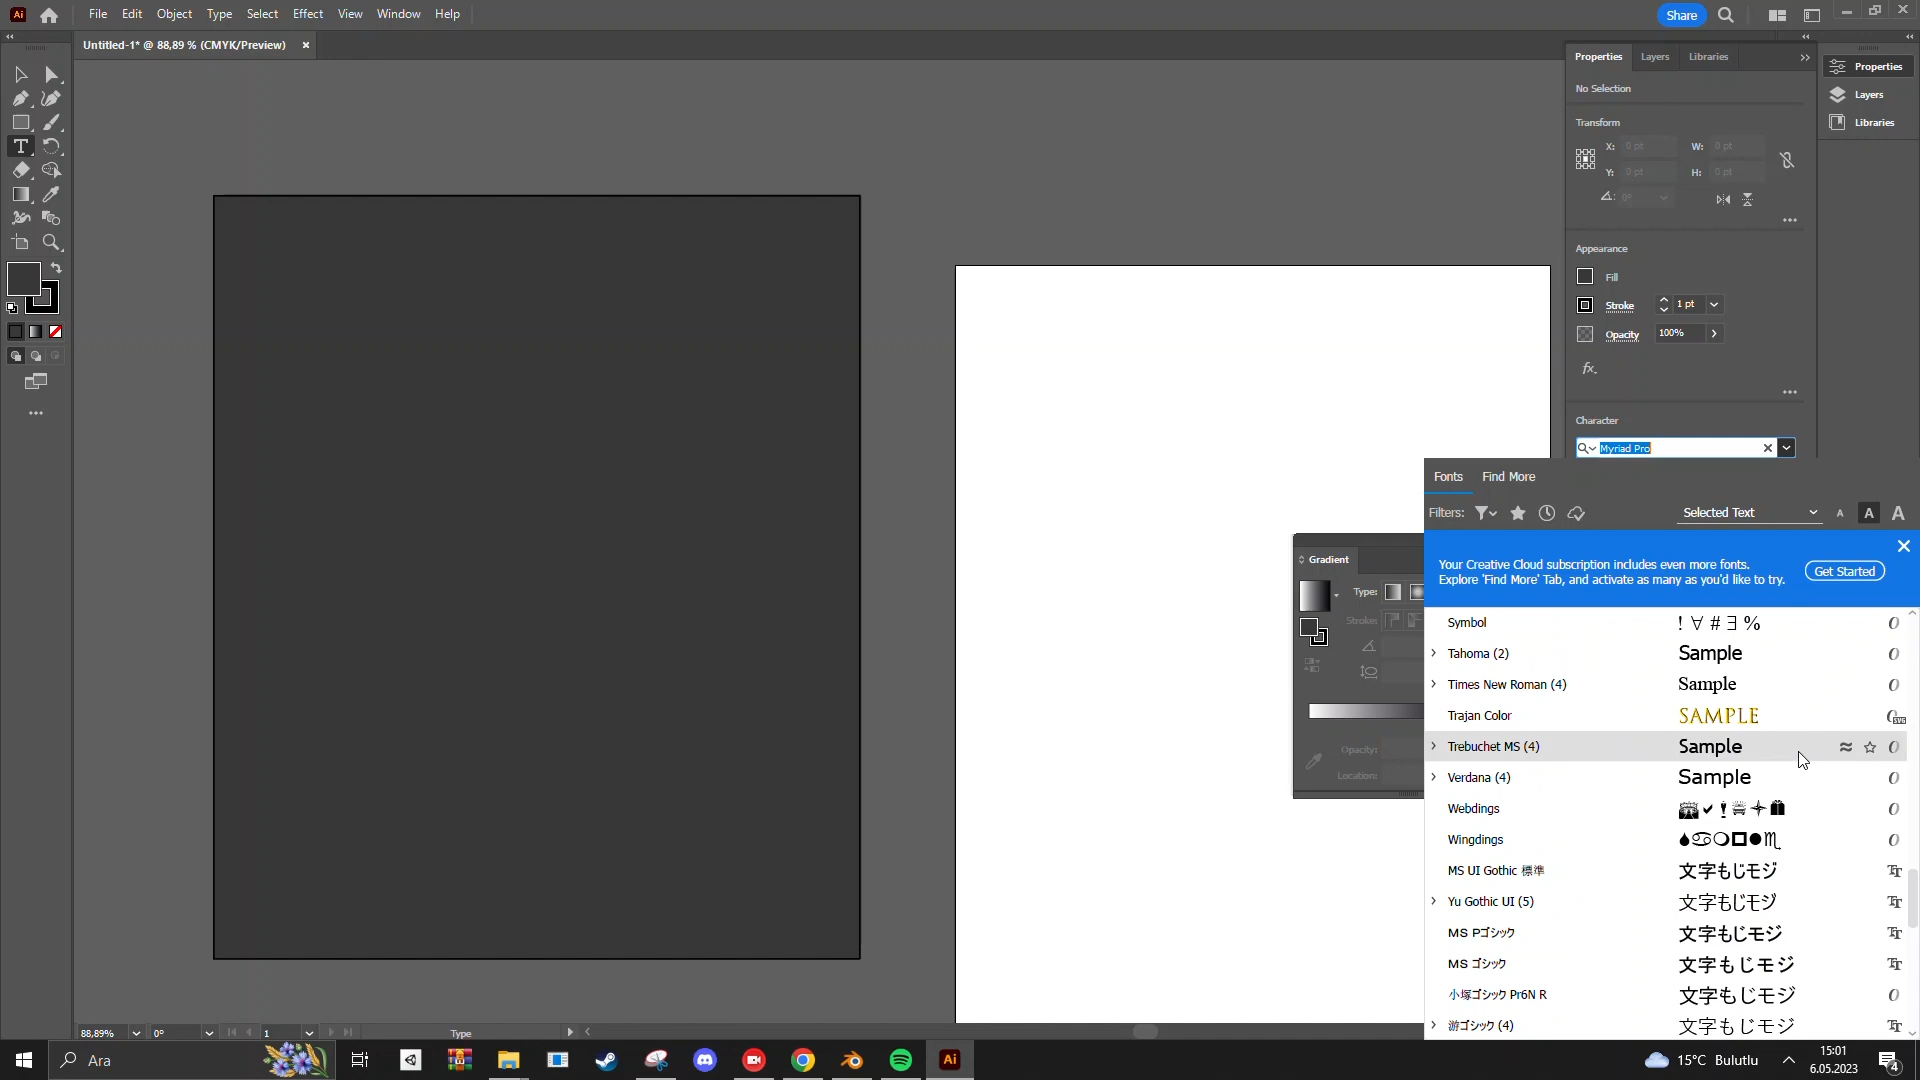 Ai File Edit Object Type Select Effect View Window Help Share
Untitled-1* @ 88,89 % (CMYK/Preview) ×
Properties Layers Libraries
Properties
Layers
Libraries
No Selection
Transform
X: 0 pt W: 0 pt
Y: 0 pt H: 0 pt
0°
Appearance
Fill
Stroke 1 pt
Opacity 100%
fx.
Character
Myriad Pro
Fonts Find More
Filters: Selected Text A A A
Your Creative Cloud subscription includes even more fonts.
Explore 'Find More' Tab, and activate as many as you'd like to try.
Get Started
Gradient
Type:
Stroke:
Opacity:
Location:
Symbol ! ∀ # ∃ %
Tahoma (2) Sample
Times New Roman (4) Sample
Trajan Color SAMPLE
Trebuchet MS (4) Sample
Verdana (4) Sample
Webdings
Wingdings
MS UI Gothic 標準 文字もじモジ
Yu Gothic UI (5) 文字もじモジ
MS Pゴシック 文字もじモジ
MS ゴシック 文字もじモジ
小塚ゴシック Pr6N R 文字もじモジ
游ゴシック (4) 文字もじモジ
88,89% 0° 1 Type
Ara
Ai
15°C Bulutlu
15:01
6.05.2023
4